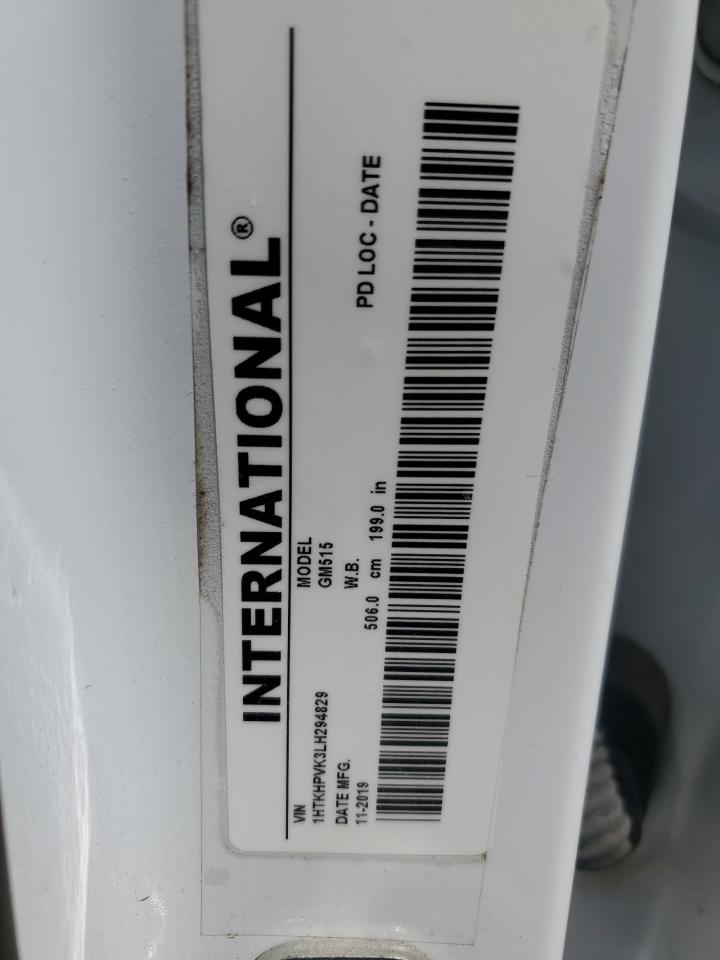 INTERNATIONAL®
VIN
1HTKHPVK3LH294829
MODEL
GM515
DATE MFG.
11-2019
W.B.
506.0 cm 199.0 in
PD LOC - DATE